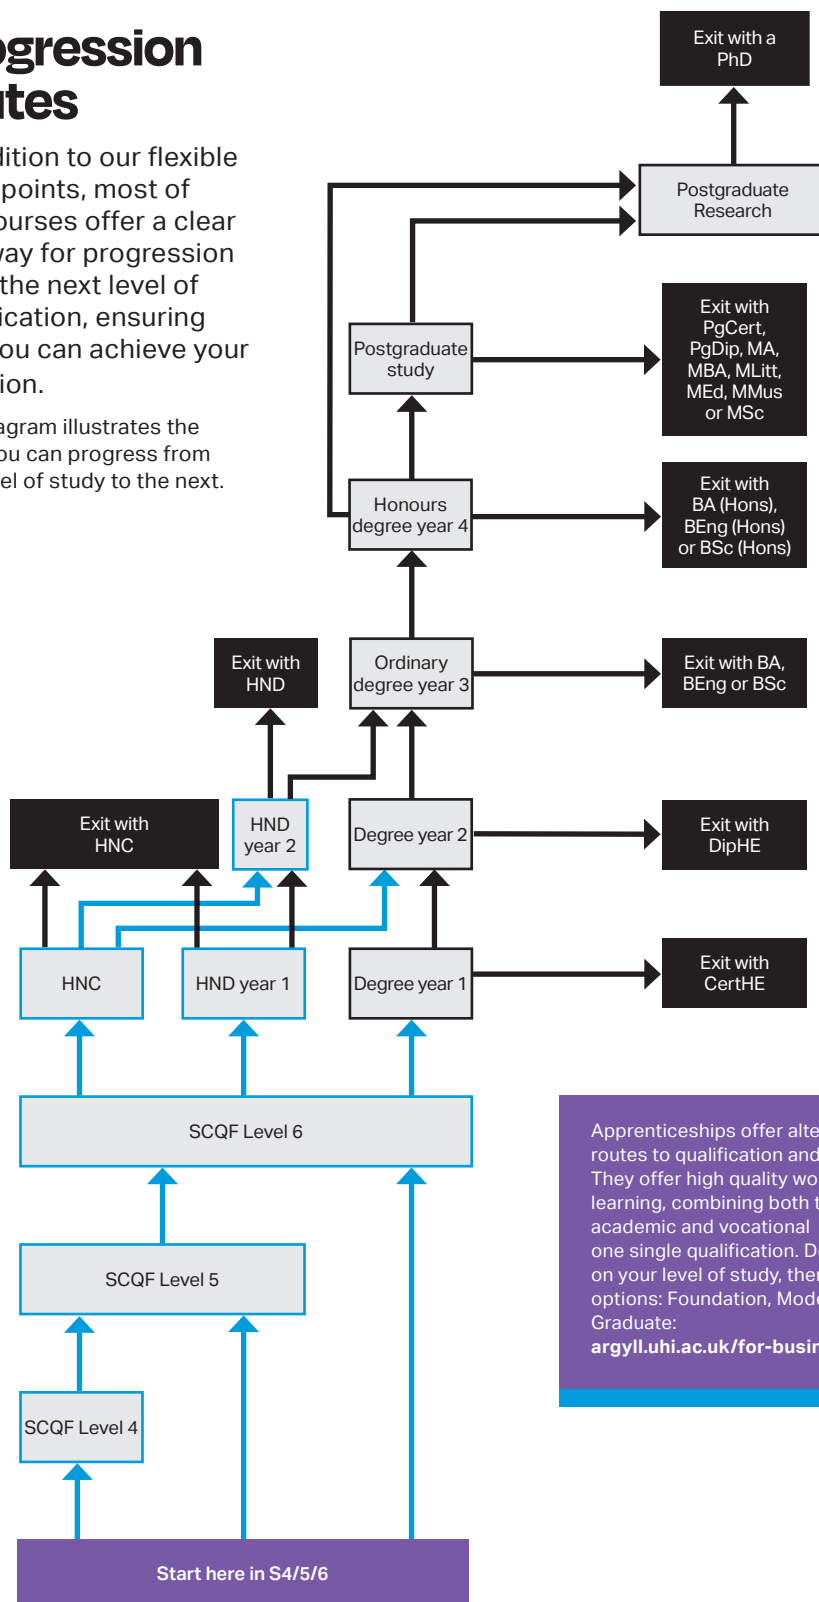 ogression
utes
dition to our flexible
points, most of
ourses offer a clear
way for progression
the next level of
ication, ensuring
ou can achieve your
ion.
agram illustrates the
ou can progress from
vel of study to the next.
Exit with a
PhD
Postgraduate
Research
Postgraduate
study
Exit with
PgCert,
PgDip, MA,
MBA, MLitt,
MEd, MMus
or MSc
Honours
degree year 4
Exit with
BA (Hons),
BEng (Hons)
or BSc (Hons)
Exit with
HND
Ordinary
degree year 3
Exit with BA,
BEng or BSc
Exit with
HNC
HND
year 2
Degree year 2
Exit with
DipHE
HNC
HND year 1
Degree year 1
Exit with
CertHE
SCQF Level 6
SCQF Level 5
SCQF Level 4
Start here in S4/5/6
Apprenticeships offer alte
routes to qualification and
They offer high quality wo
learning, combining both t
academic and vocational
one single qualification. De
on your level of study, ther
options: Foundation, Mode
Graduate:
argyll.uhi.ac.uk/for-busin